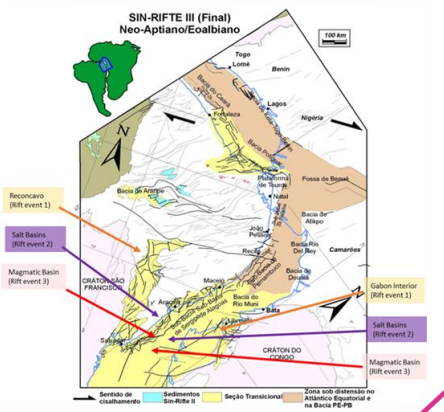 SIN-RIFTE III (Final)
Neo-Aptiano/Eoalbiano
100 km
Togo
Lomé
Benin
Lagos
Nigéria
Bacia do Ceará
Fortaleza
Bacia Potiguar
Plataforma
de Touros
Natal
Fossa de Benue
Bacia de Araripe
João
Pessoa
Recife
Bacia Rio
Del Rey
Camarões
Bacia de
Douala
Reconcavo
(Rift event 1)
Salt Basins
(Rift event 2)
Magmatic Basin
(Rift event 3)
CRÁTON SÃO
FRANCISCO
Maceió
Aracaju
Salvador
Bacia do
Rio Muni
Bata
Gabon Interior
(Rift event 1)
Salt Basins
(Rift event 2)
Magmatic Basin
(Rift event 3)
CRÁTON DO
CONGO
Sentido de
cisalhamento
Sedimentos
Sin-Rifte II
Seção Transicional
Zona sob distensão no
Atlântico Equatorial e
na Bacia PE-PB